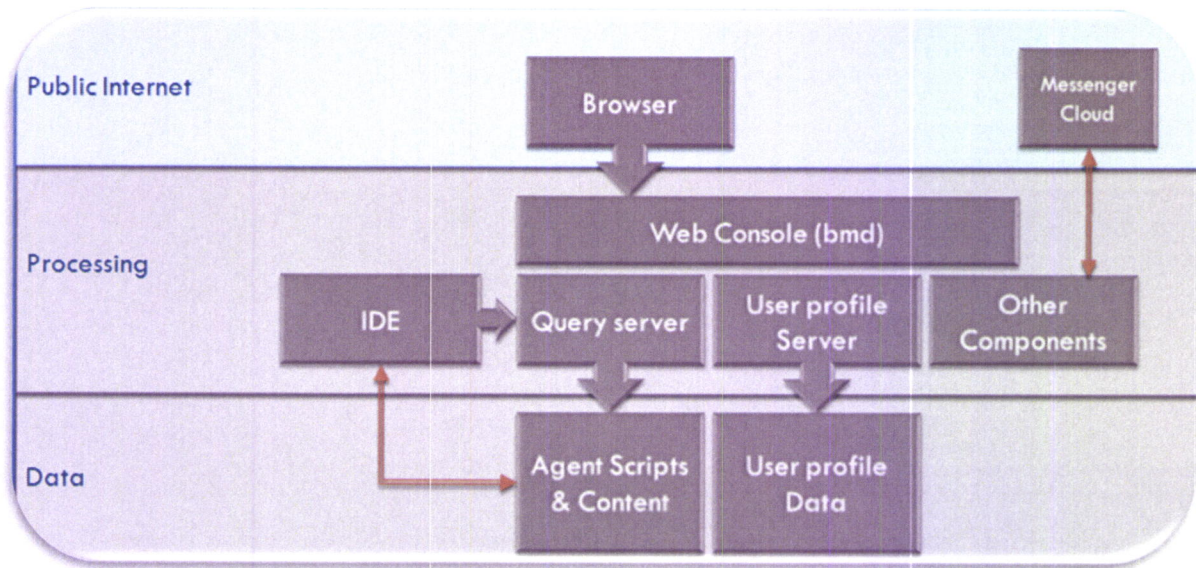 Public Internet
Browser
Messenger
Cloud
Processing
Web Console (bmd)
IDE
Query server
User profile
Server
Other
Components
Data
Agent Scripts
& Content
User profile
Data